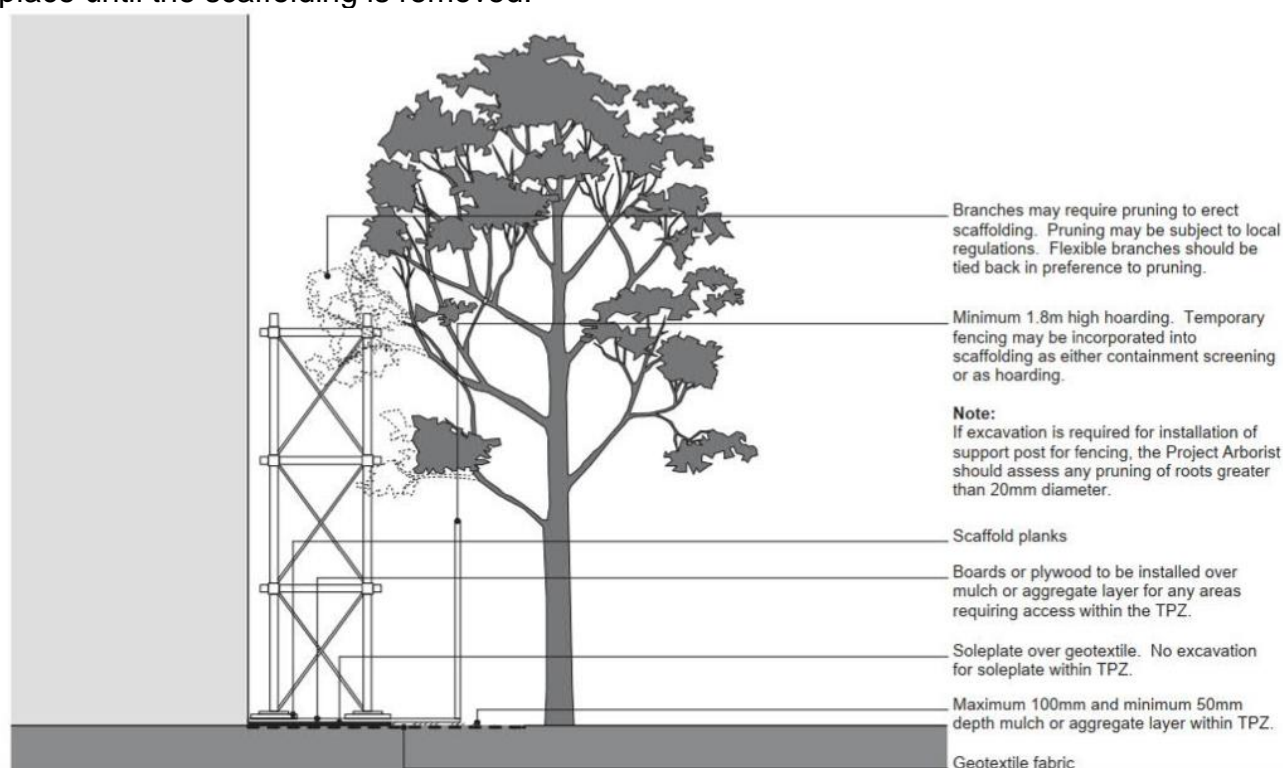 place until the scaffolding is removed.
Branches may require pruning to erect
scaffolding. Pruning may be subject to local
regulations. Flexible branches should be
tied back in preference to pruning.
Minimum 1.8m high hoarding. Temporary
fencing may be incorporated into
scaffolding as either containment screening
or as hoarding.
Note:
If excavation is required for installation of
support post for fencing, the Project Arborist
should assess any pruning of roots greater
than 20mm diameter.
Scaffold planks
Boards or plywood to be installed over
mulch or aggregate layer for any areas
requiring access within the TPZ.
Soleplate over geotextile. No excavation
for soleplate within TPZ.
Maximum 100mm and minimum 50mm
depth mulch or aggregate layer within TPZ.
Geotextile fabric